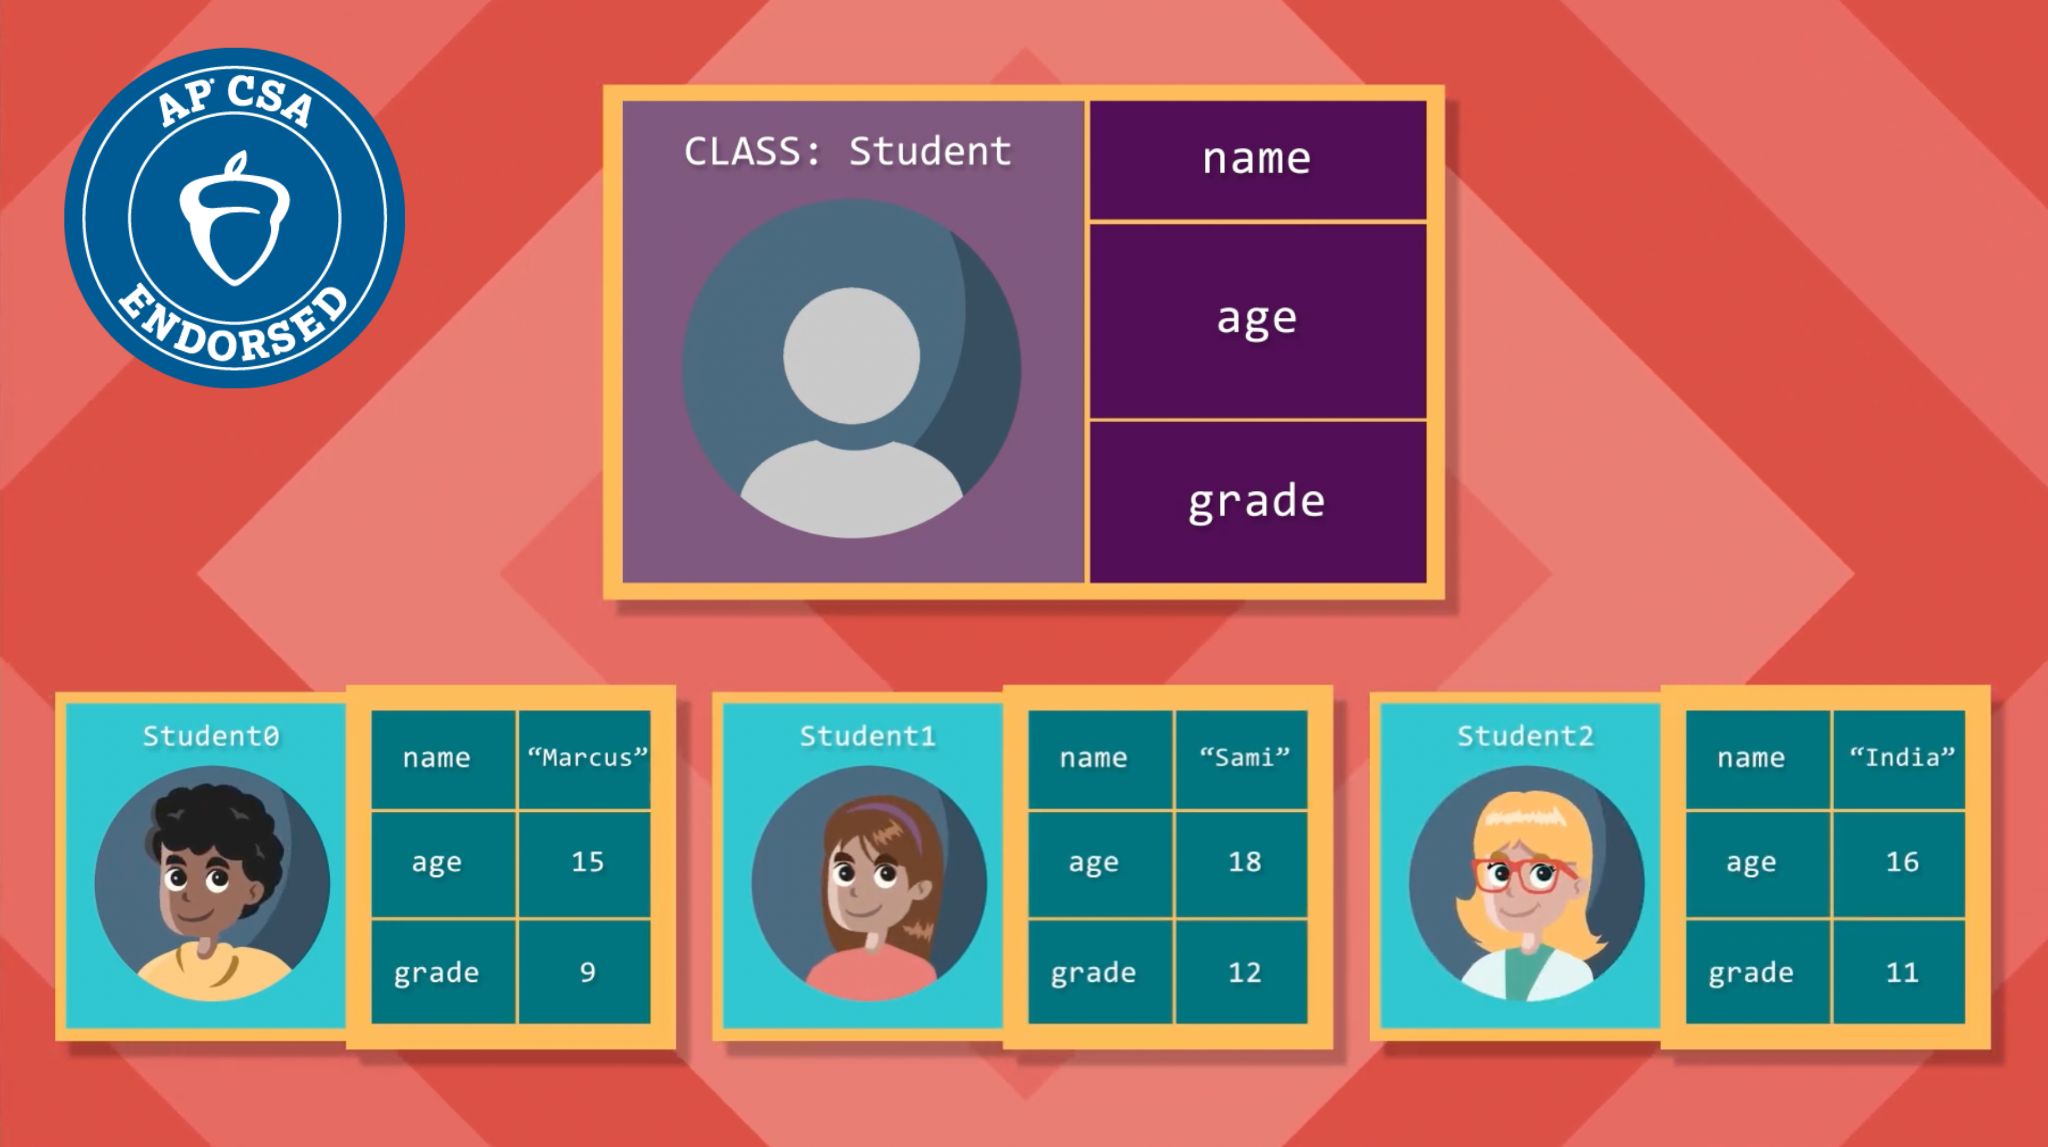 AP® CSA
ENDORSED
CLASS: Student
name
age
grade
Student0
name “Marcus”
age 15
grade 9
Student1
name “Sami”
age 18
grade 12
Student2
name “India”
age 16
grade 11